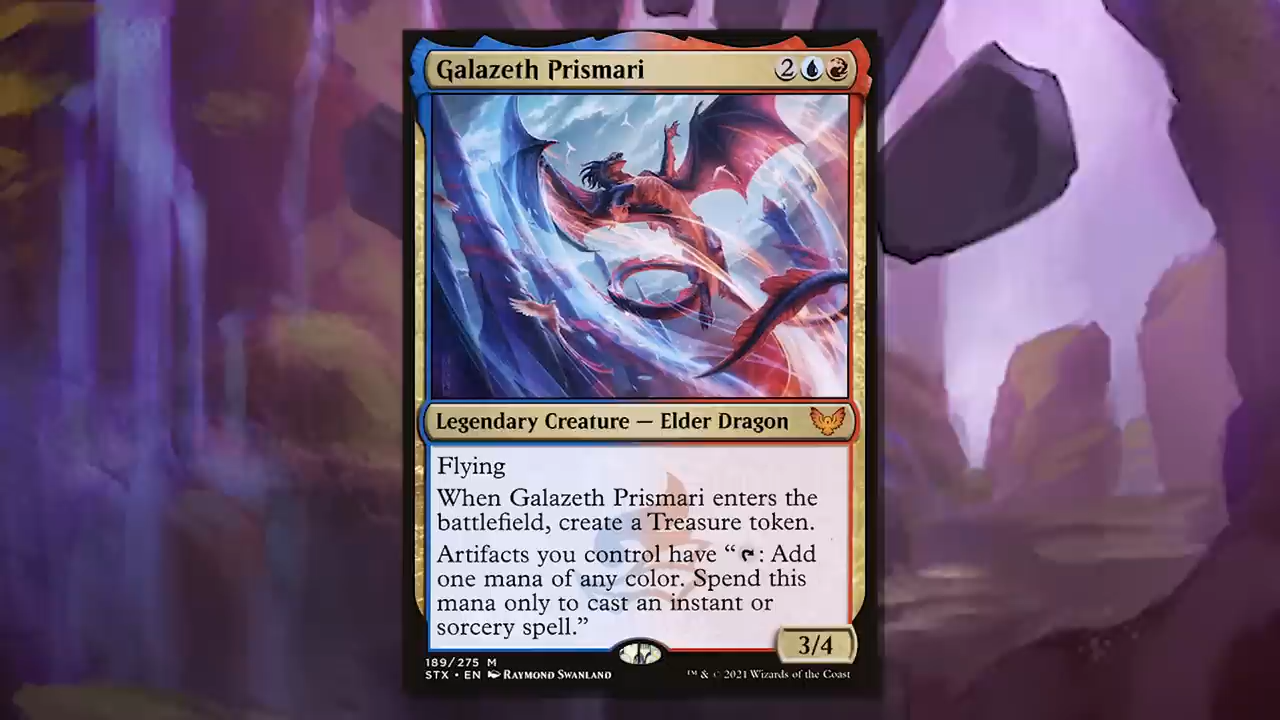 Galazeth Prismari 2
Legendary Creature — Elder Dragon
Flying
When Galazeth Prismari enters the
battlefield, create a Treasure token.
Artifacts you control have “ : Add
one mana of any color. Spend this
mana only to cast an instant or
sorcery spell.”
3/4
189/275 M
STX • EN RAYMOND SWANLAND
™ & © 2021 Wizards of the Coast